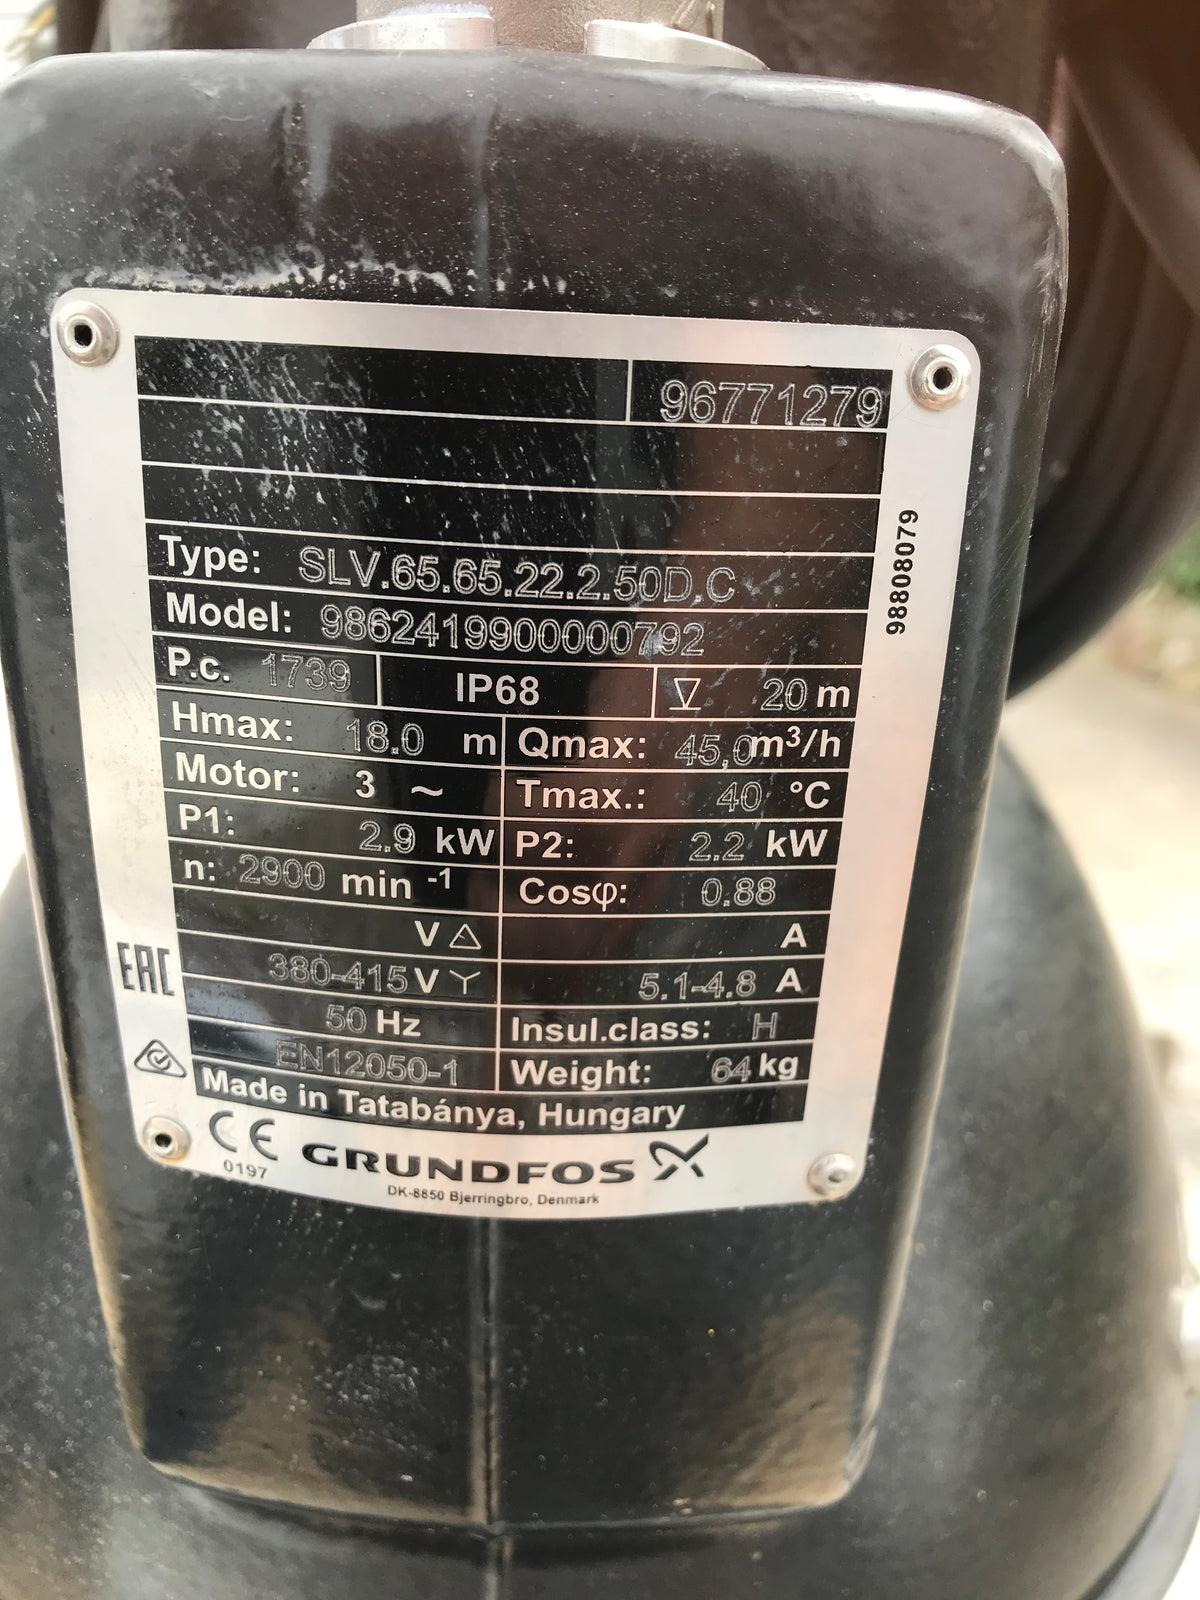 96771279
98808079
Type: SLV.65.65.22.2.50D.C
Model: 9862419900000792
P.c. 1739 IP68 20 m
Hmax: 18.0 m Qmax: 45,0m³/h
Motor: 3 ~ Tmax.: 40 °C
P1: 2.9 kW P2: 2.2 kW
n: 2900 min -1 Cosφ: 0.88
V △ A
380-415 V Y 5.1-4.8 A
50 Hz Insul.class: H
EN12050-1 Weight: 64 kg
Made in Tatabánya, Hungary
EAC
CE
0197
GRUNDFOS
DK-8850 Bjerringbro, Denmark